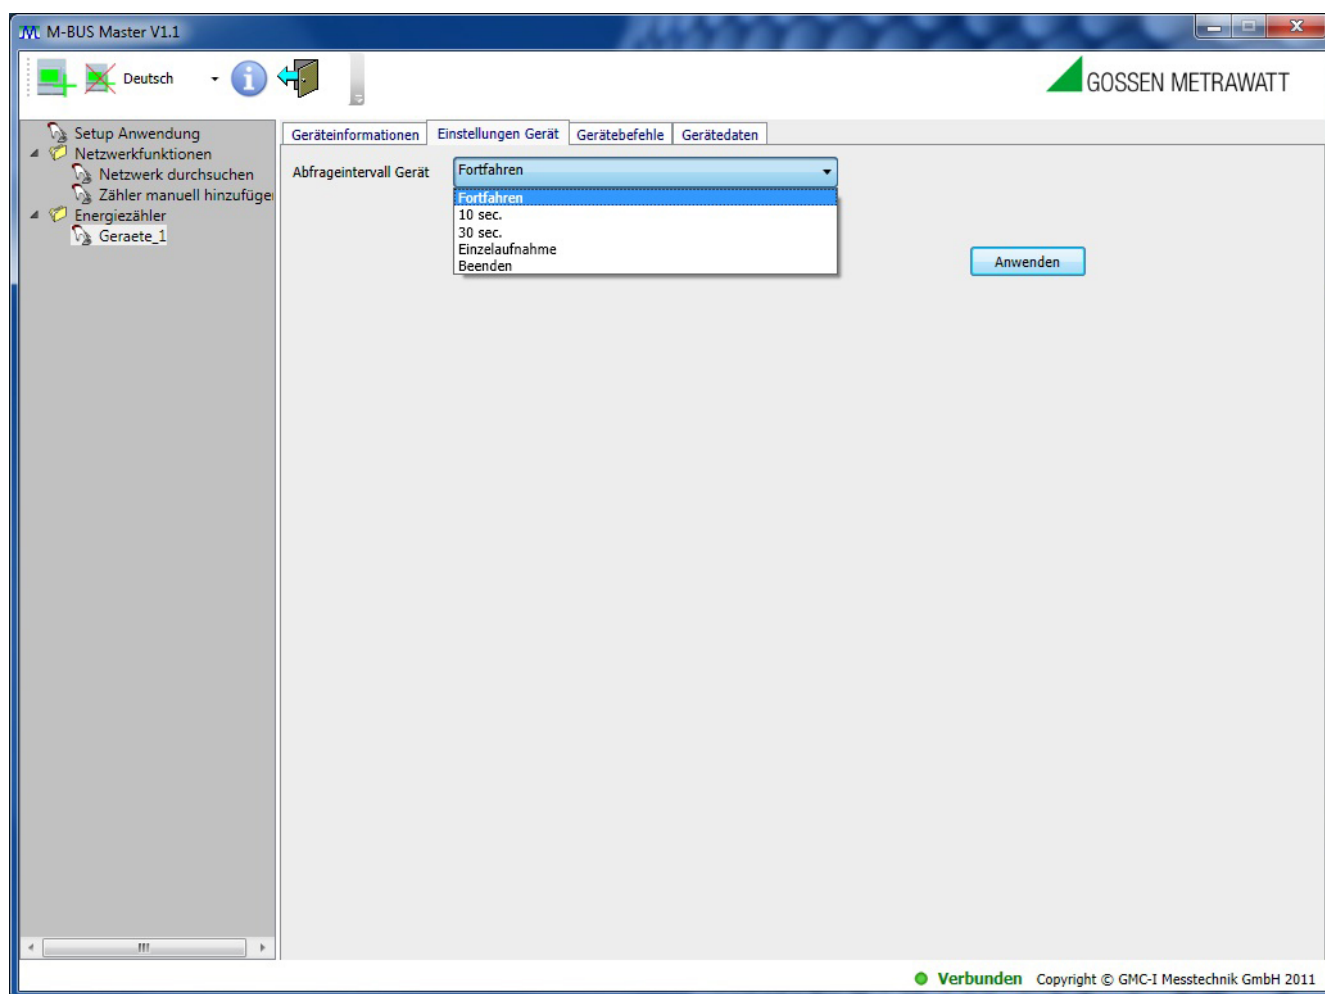 M-BUS Master V1.1
Deutsch
GOSSEN METRAWATT
Setup Anwendung
Netzwerkfunktionen
Netzwerk durchsuchen
Zähler manuell hinzufüge
Energiezähler
Geraete_1
Geräteinformationen Einstellungen Gerät Gerätebefehle Gerätedaten
Abfrageintervall Gerät Fortfahren
Fortfahren
10 sec.
30 sec.
Einzelaufnahme
Beenden
Anwenden
Verbunden Copyright © GMC-I Messtechnik GmbH 2011